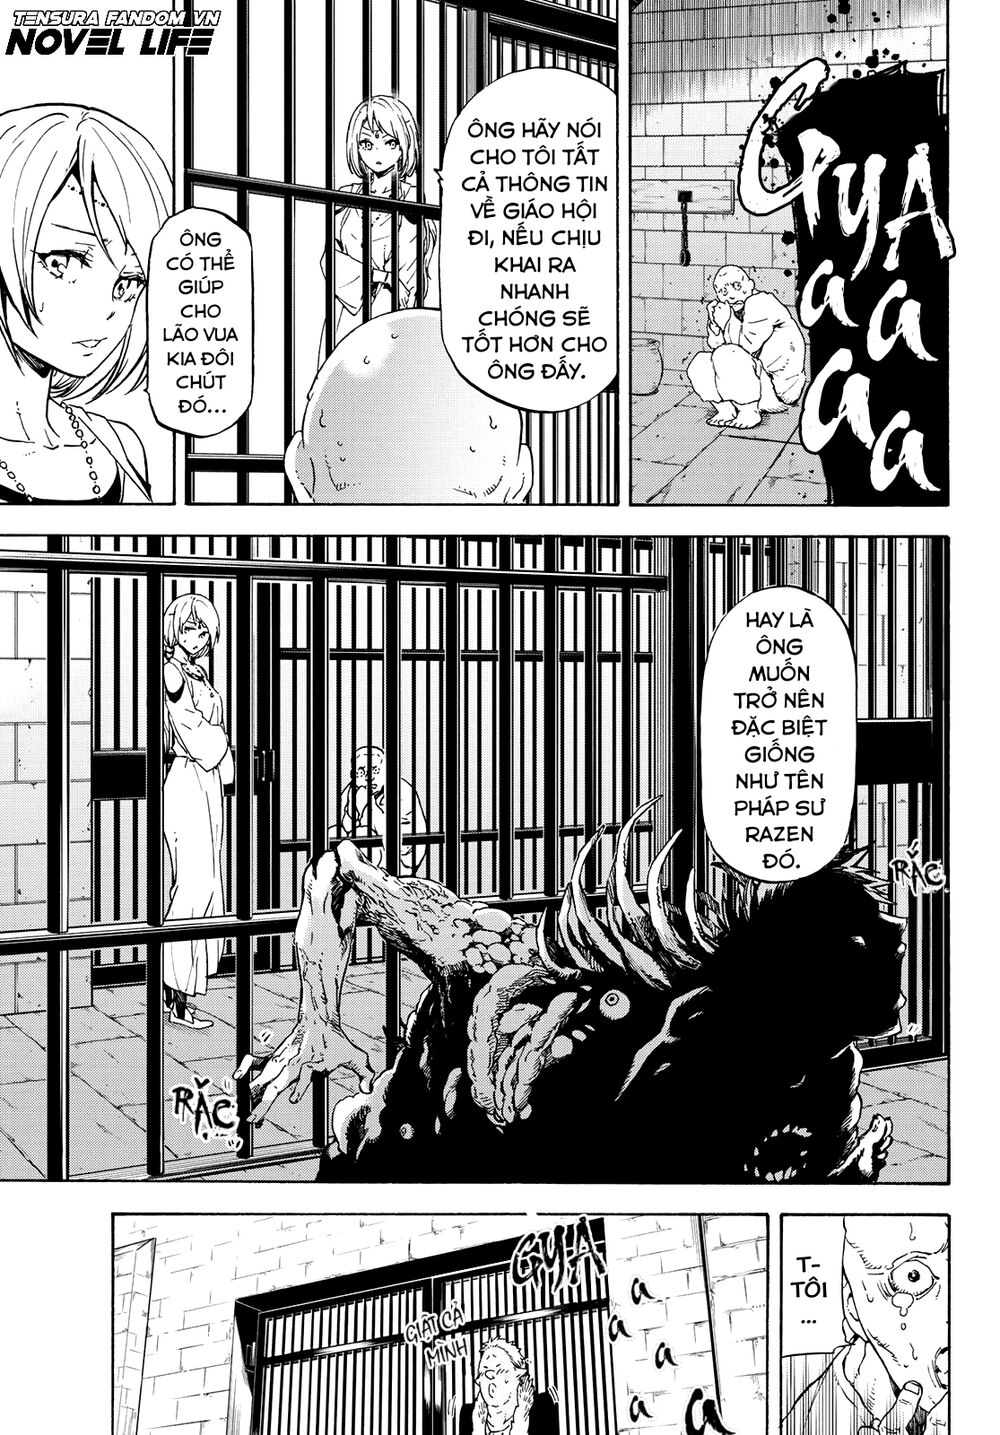 TENSURA FANDOM VN
NOVEL LIFE
GYA
A
a
a
a
a
a
a
ÔNG HÃY NÓI
CHO TÔI TẤT
CẢ THÔNG TIN
VỀ GIÁO HỘI
ĐI, NẾU CHỊU
KHAI RA
NHANH
CHÓNG SẼ
TỐT HƠN CHO
ÔNG ĐẤY.
ÔNG
CÓ THỂ
GIÚP
CHO
LÃO VUA
KIA ĐÔI
CHÚT
ĐÓ...
HAY LÀ
ÔNG
MUỐN
TRỞ NÊN
ĐẶC BIỆT
GIỐNG
NHƯ TÊN
PHÁP SƯ
RAZEN
ĐÓ.
RẮC
RẮC
T-
TÔI
...
GYA
a
a
a
a
a
GIẬT CẢ
MÌNH